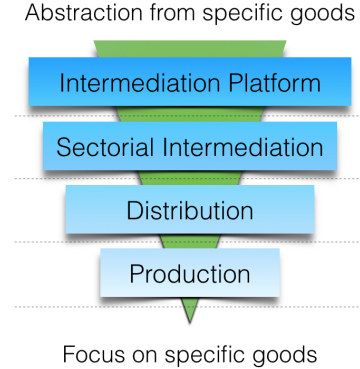 Abstraction from specific goods
Intermediation Platform
Sectorial Intermediation
Distribution
Production
Focus on specific goods